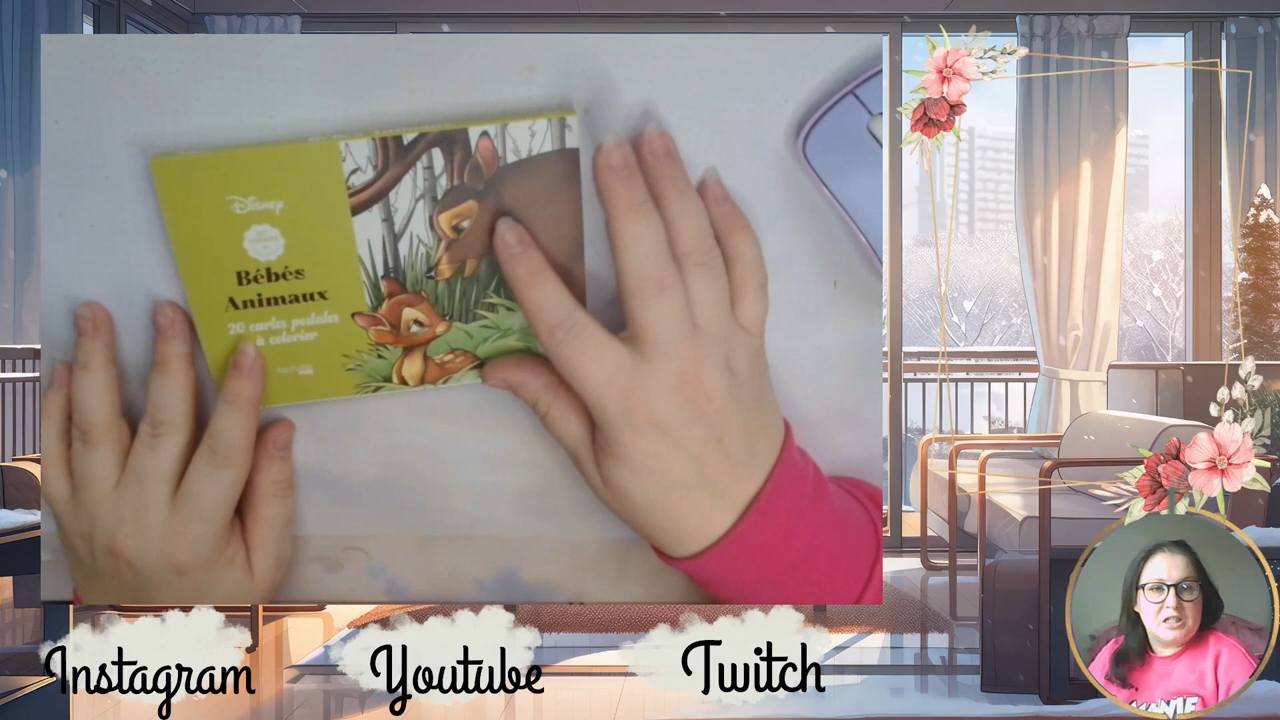 Disney
Bébés
Animaux
20 cartes postales
à colorier
Instagram
Youtube
Twitch